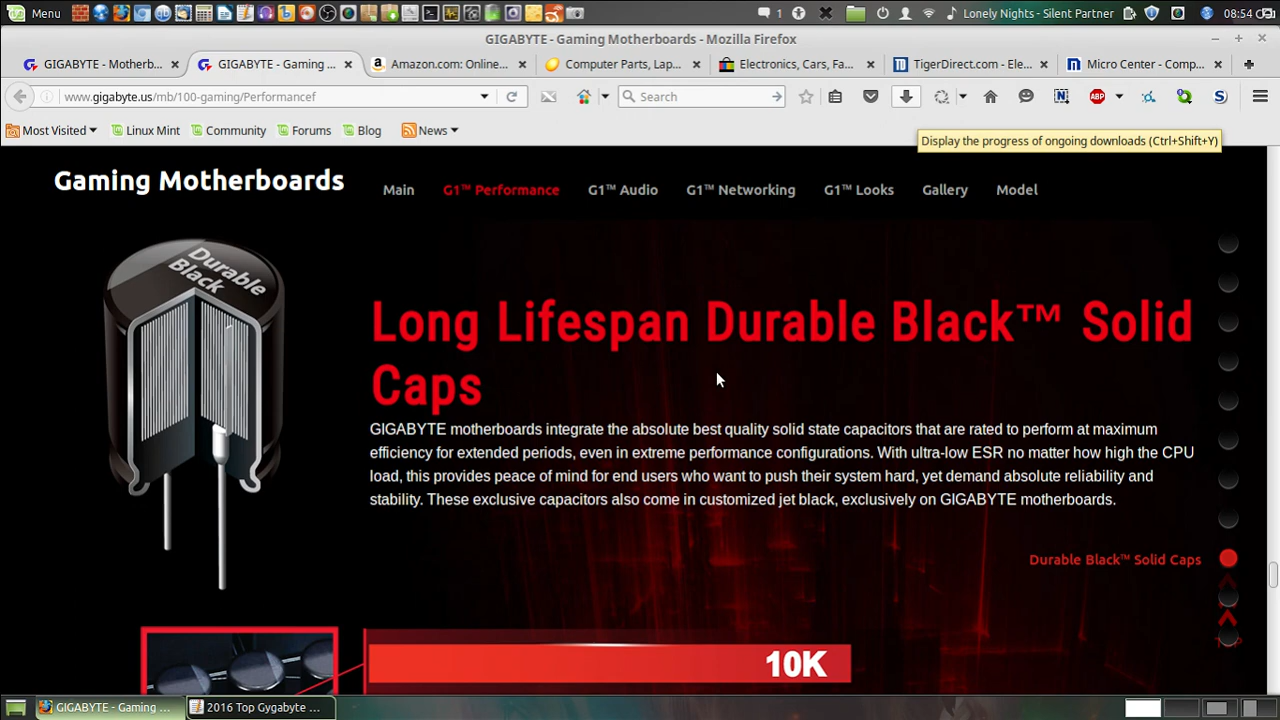 Menu
1
Lonely Nights - Silent Partner
08:54
GIGABYTE - Gaming Motherboards - Mozilla Firefox
GIGABYTE - Motherb...
GIGABYTE - Gaming ...
Amazon.com: Online...
Computer Parts, Lap...
Electronics, Cars, Fa...
TigerDirect.com - Ele...
Micro Center - Comp...
www.gigabyte.us/mb/100-gaming/Performancef
Search
ABP
Most Visited
Linux Mint
Community
Forums
Blog
News
Display the progress of ongoing downloads (Ctrl+Shift+Y)
Gaming Motherboards
Main
G1™ Performance
G1™ Audio
G1™ Networking
G1™ Looks
Gallery
Model
Durable
Black
Long Lifespan Durable Black™ Solid
Caps
GIGABYTE motherboards integrate the absolute best quality solid state capacitors that are rated to perform at maximum
efficiency for extended periods, even in extreme performance configurations. With ultra-low ESR no matter how high the CPU
load, this provides peace of mind for end users who want to push their system hard, yet demand absolute reliability and
stability. These exclusive capacitors also come in customized jet black, exclusively on GIGABYTE motherboards.
Durable Black™ Solid Caps
10K
GIGABYTE - Gaming ...
2016 Top Gygabyte ...